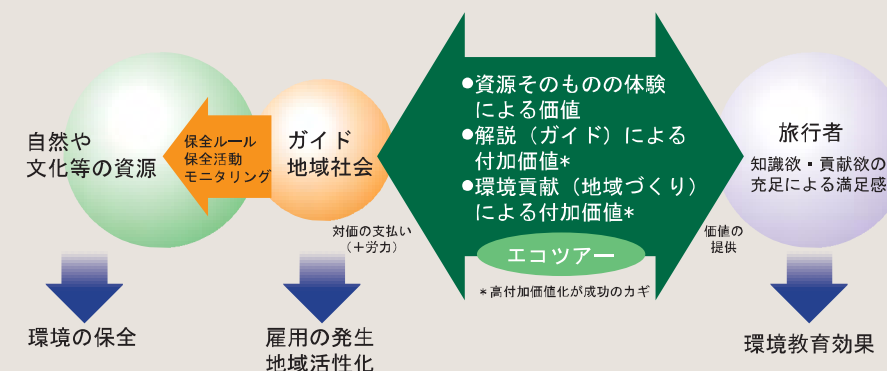 自然や
文化等の資源
保全ルール
保全活動
モニタリング
ガイド
地域社会
対価の支払い
（＋労力）
●資源そのものの体験
による価値
●解説（ガイド）による
付加価値*
●環境貢献（地域づくり）
による付加価値*
エコツアー
*高付加価値化が成功のカギ
価値の
提供
旅行者
知識欲・貢献欲の
充足による満足感
環境の保全
雇用の発生
地域活性化
環境教育効果